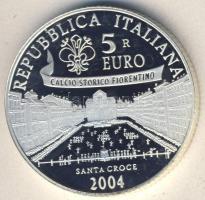 REPUBBLICA ITALIANA
5
R
EURO
CALCIO STORICO FIORENTINO
SANTA CROCE
2004